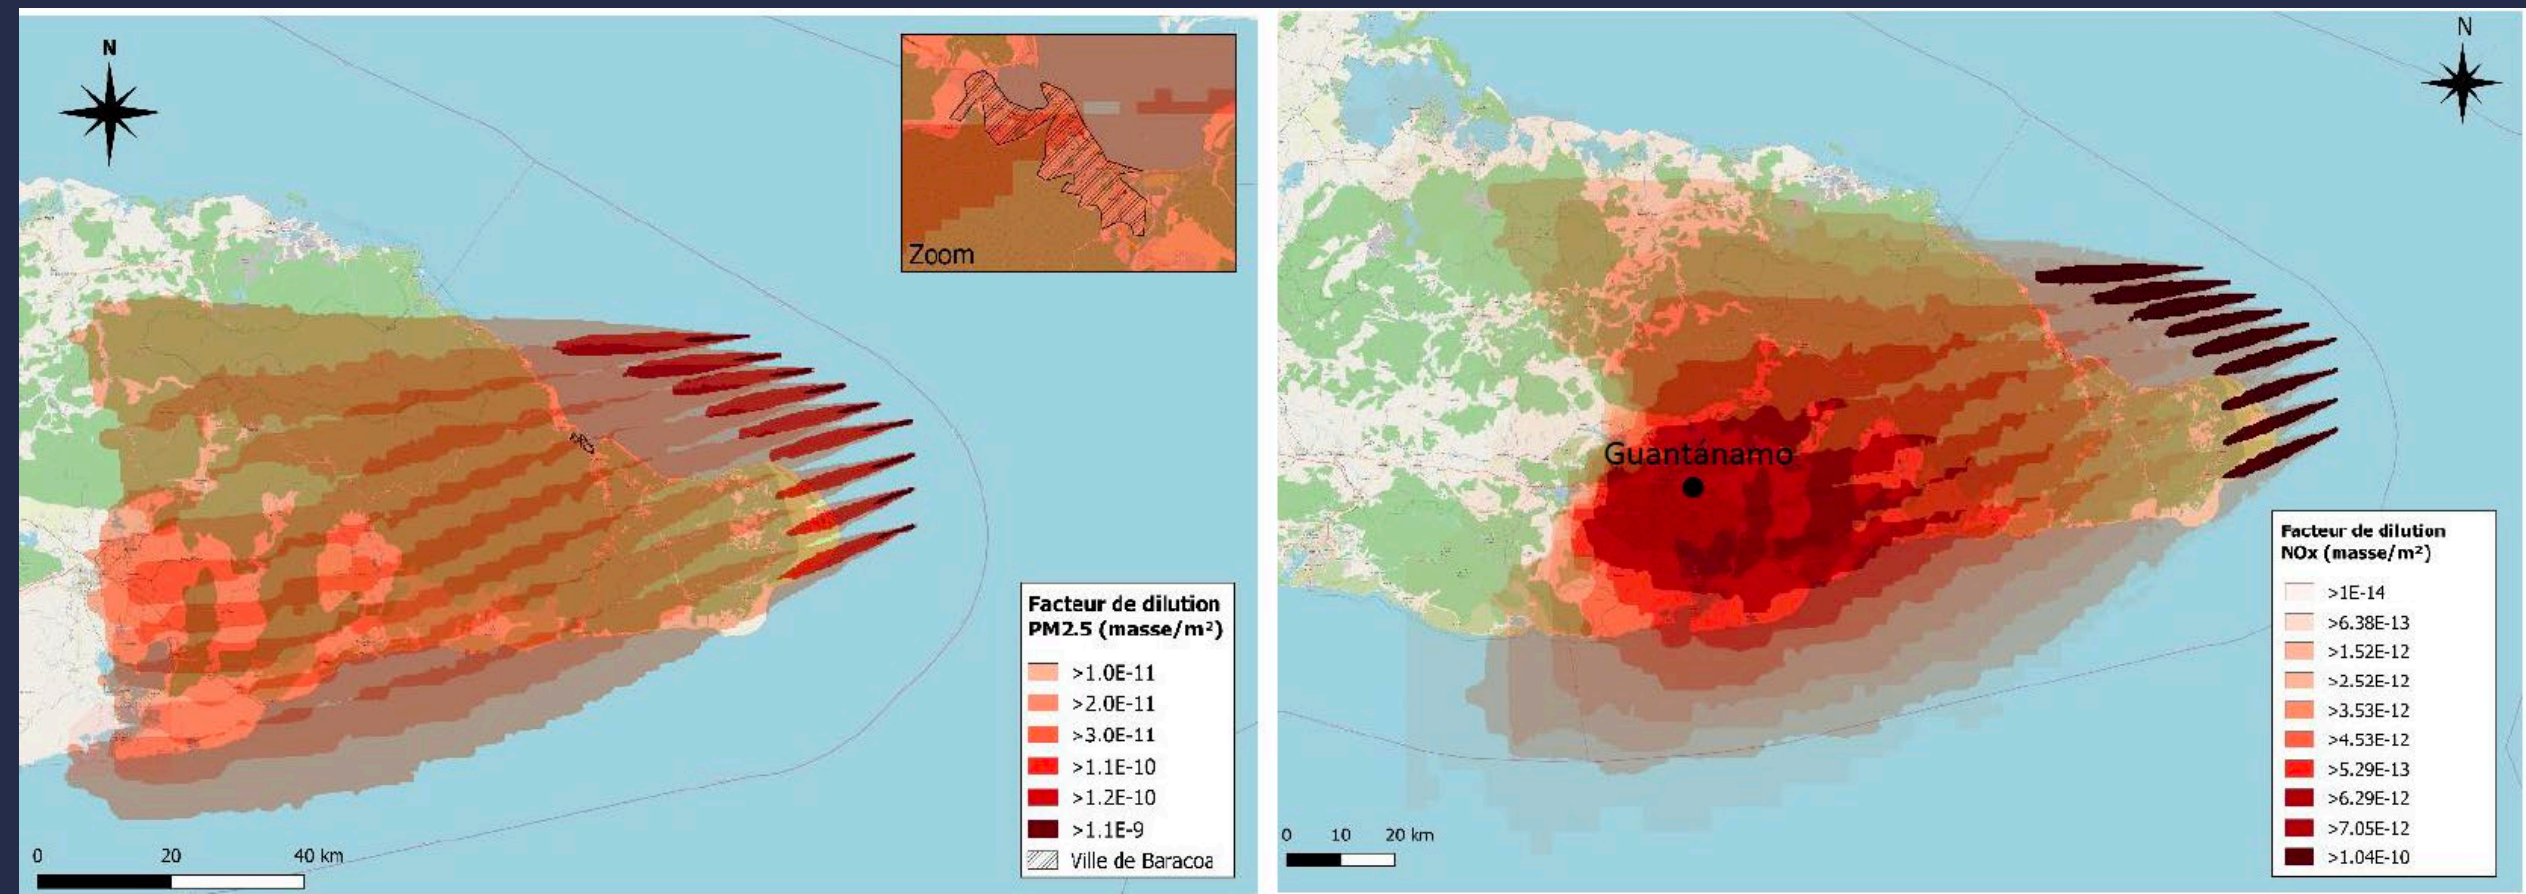 N
Zoom
Facteur de dilution
PM2.5 (masse/m²)
>1.0E-11
>2.0E-11
>3.0E-11
>1.1E-10
>1.2E-10
>1.1E-9
Ville de Baracoa
0 20 40 km
N
Guantánamo
Facteur de dilution
NOx (masse/m²)
>1E-14
>6.38E-13
>1.52E-12
>2.52E-12
>3.53E-12
>4.53E-12
>5.29E-13
>6.29E-12
>7.05E-12
>1.04E-10
0 10 20 km